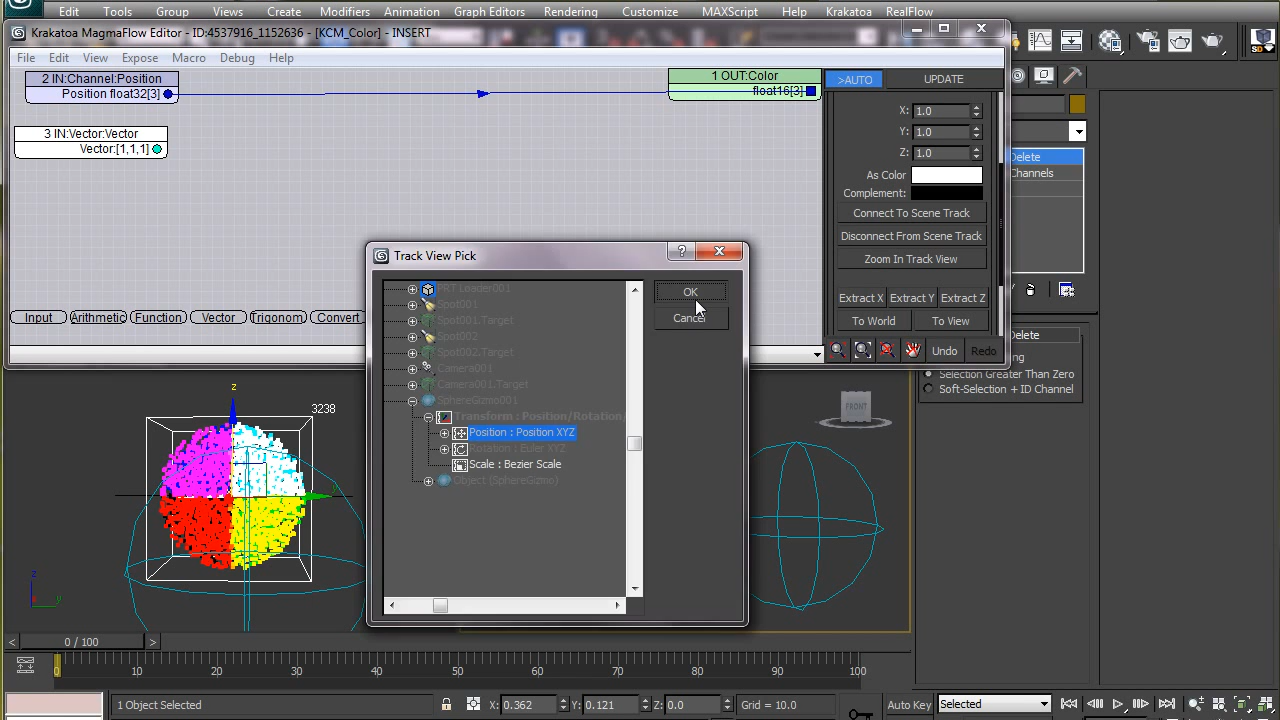 Edit Tools Group Views Create Modifiers Animation Graph Editors Rendering Customize MAXScript Help Krakatoa RealFlow
Krakatoa MagmaFlow Editor - ID:4537916_1152636 - [KCM_Color] - INSERT
File Edit View Expose Macro Debug Help
2 IN:Channel:Position
Position float32[3]
1 OUT:Color
float16[3]
3 IN:Vector:Vector
Vector:[1,1,1]
>AUTO UPDATE
X: 1.0
Y: 1.0
Z: 1.0
As Color
Complement:
Connect To Scene Track
Disconnect From Scene Track
Zoom In Track View
Extract X Extract Y Extract Z
To World To View
Undo Redo
Input Arithmetic Function Vector Trigonom Convert
Track View Pick
PRT Loader001
Spot001
Spot001.Target
Spot002
Spot002.Target
Camera001
Camera001.Target
SphereGizmo001
Transform : Position/Rotation/
Position : Position XYZ
Rotation : Euler XYZ
Scale : Bezier Scale
Object (SphereGizmo)
OK
Cancel
Delete
Channels
Delete
ng
Selection Greater Than Zero
Soft-Selection + ID Channel
z
3238
FRONT
z
y
0 / 100
0 10 20 30 40 50 60 70 80 90 100
1 Object Selected X: 0.362 Y: 0.121 Z: 0.0 Grid = 10.0 Auto Key Selected